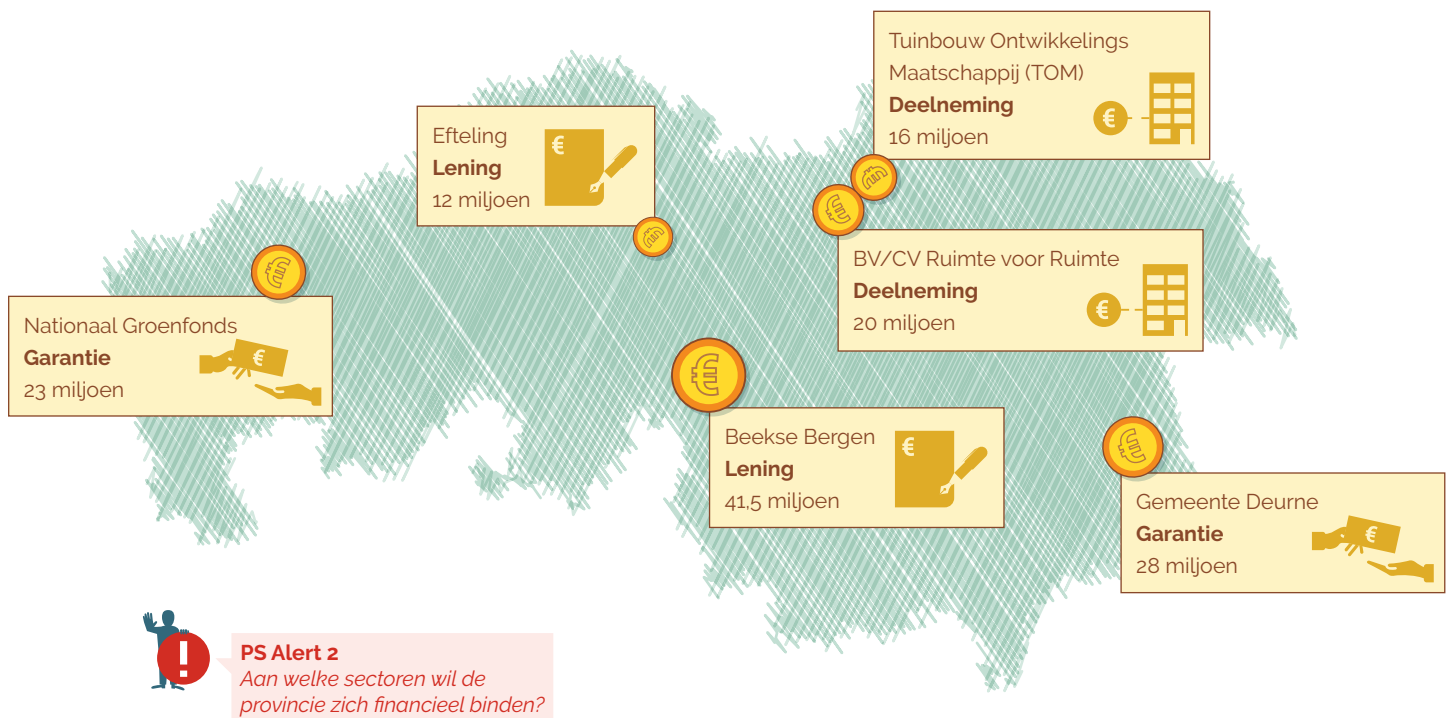 Tuinbouw Ontwikkelings
Maatschappij (TOM)
Deelneming
16 miljoen
€
Efteling
Lening
12 miljoen
€
€
€
€
BV/CV Ruimte voor Ruimte
Deelneming
20 miljoen
€
€
Nationaal Groenfonds
Garantie
23 miljoen
€
€
Beekse Bergen
Lening
41,5 miljoen
€
€
Gemeente Deurne
Garantie
28 miljoen
€
!
PS Alert 2
Aan welke sectoren wil de
provincie zich financieel binden?